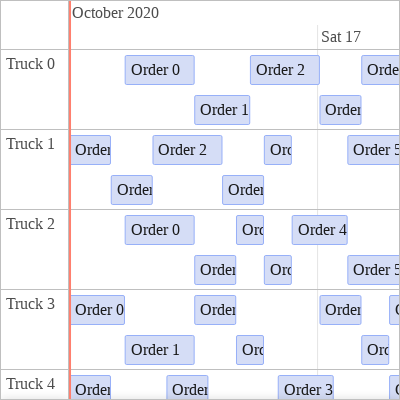 October 2020
Sat 17
Truck 0
Order 0
Order 2
Orde
Order 1
Order
Truck 1
Order
Order 2
Orc
Order 5
Order
Order
Truck 2
Order 0
Orc
Order 4
Order
Orc
Order 5
Truck 3
Order 0
Order
Order
Order 1
Orc
Orc
Truck 4
Order
Order
Order 3